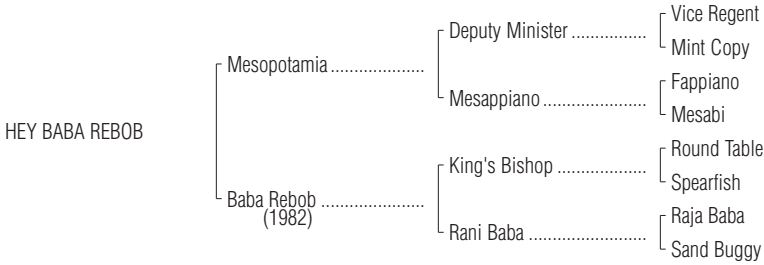 Vice Regent
Deputy Minister ..................
Mint Copy
Mesopotamia .....................
Fappiano
Mesappiano .........................
Mesabi
HEY BABA REBOB
Round Table
King's Bishop .....................
Spearfish
Baba Rebob .......................
(1982)
Raja Baba
Rani Baba ............................
Sand Buggy